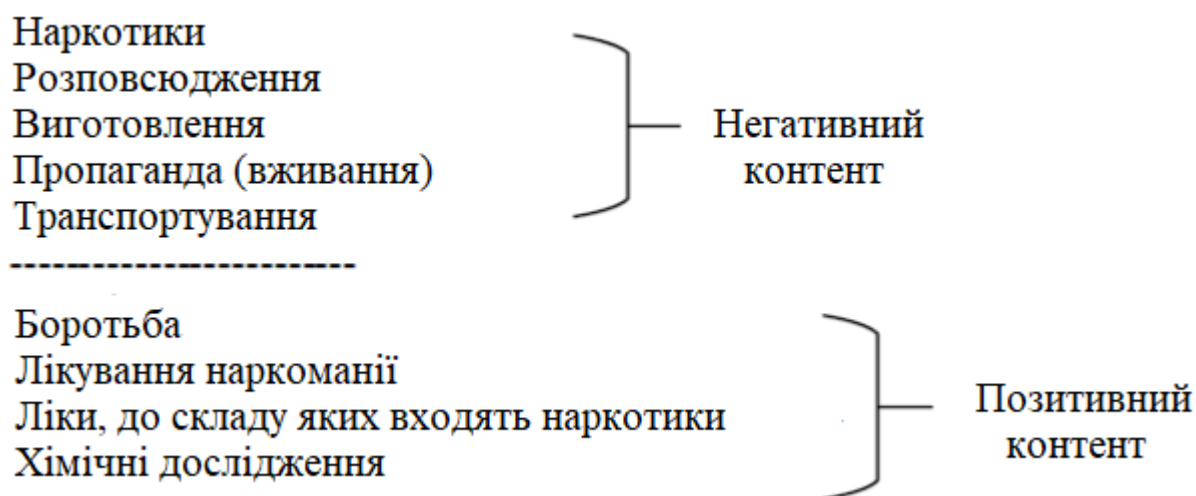 Наркотики
Розповсюдження
Виготовлення
Пропаганда (вживання)
Транспортування
Негативний
контент
-------------------------
Боротьба
Лікування наркоманії
Ліки, до складу яких входять наркотики
Хімічні дослідження
Позитивний
контент